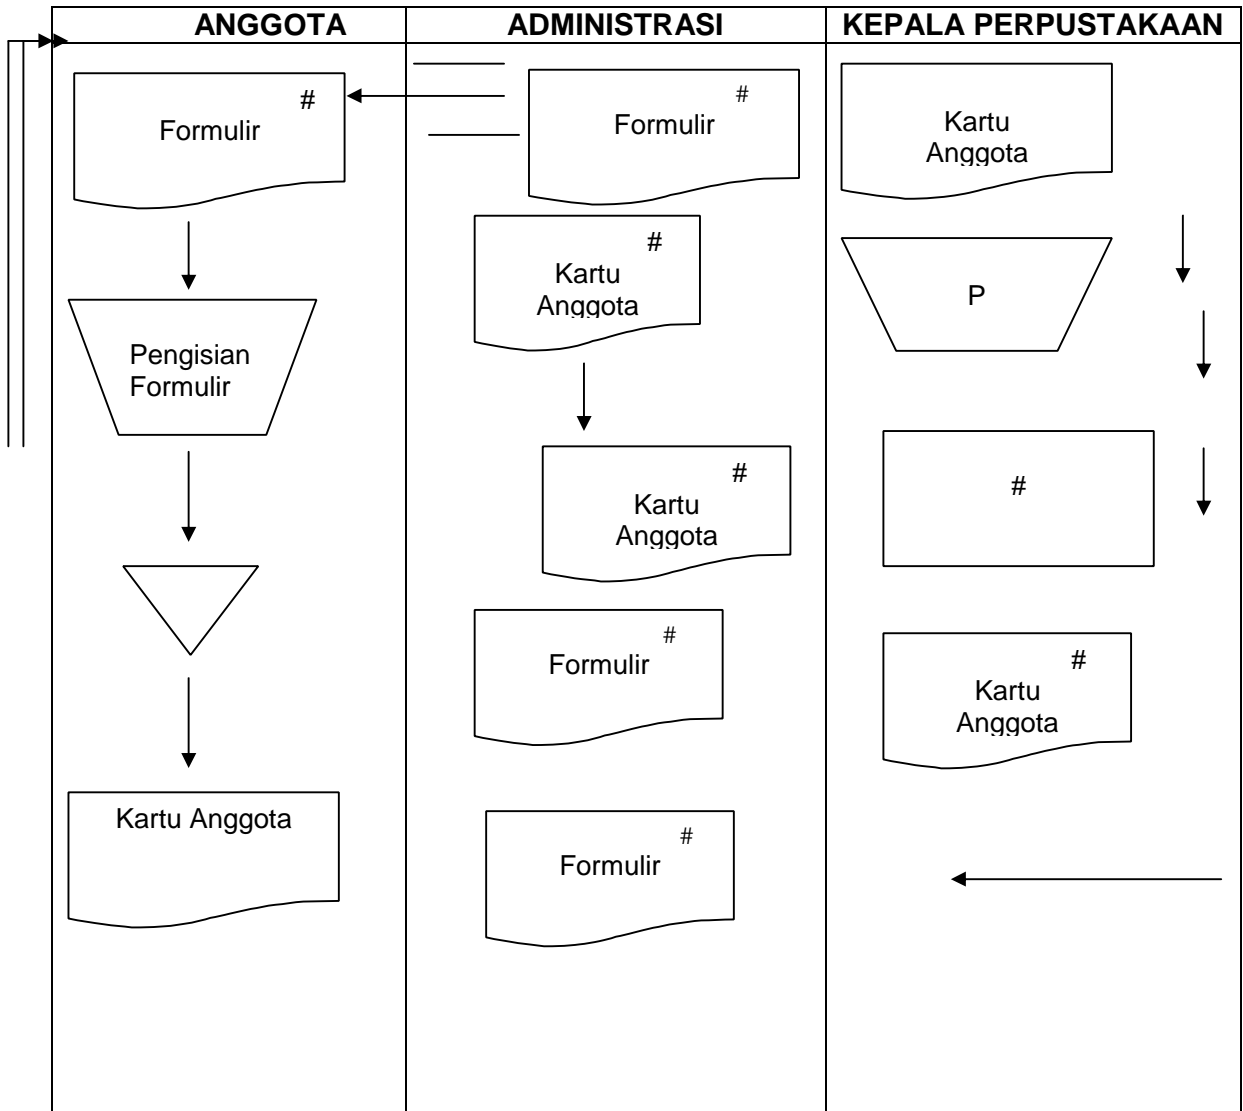 ANGGOTA
ADMINISTRASI
KEPALA PERPUSTAKAAN
#
Formulir
Pengisian
Formulir
Kartu Anggota
#
Formulir
#
Kartu
Anggota
#
Kartu
Anggota
#
Formulir
#
Formulir
Kartu
Anggota
P
#
#
Kartu
Anggota